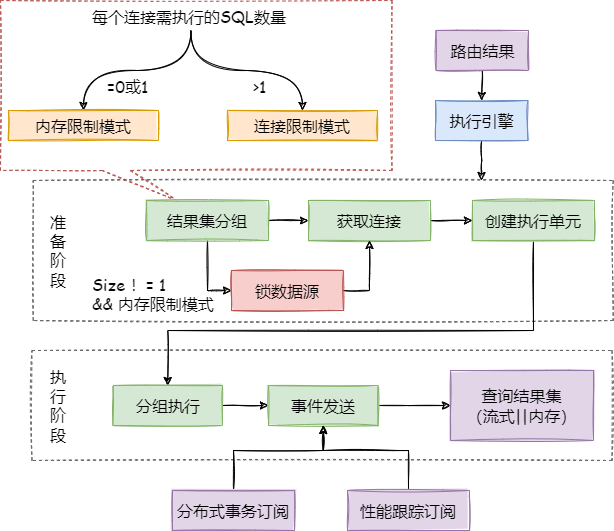 每个连接需执行的SQL数量
=0或1
>1
内存限制模式
连接限制模式
路由结果
执行引擎
准备阶段
结果集分组
获取连接
创建执行单元
Size ! = 1
&& 内存限制模式
锁数据源
执行阶段
分组执行
事件发送
查询结果集
(流式||内存)
分布式事务订阅
性能跟踪订阅